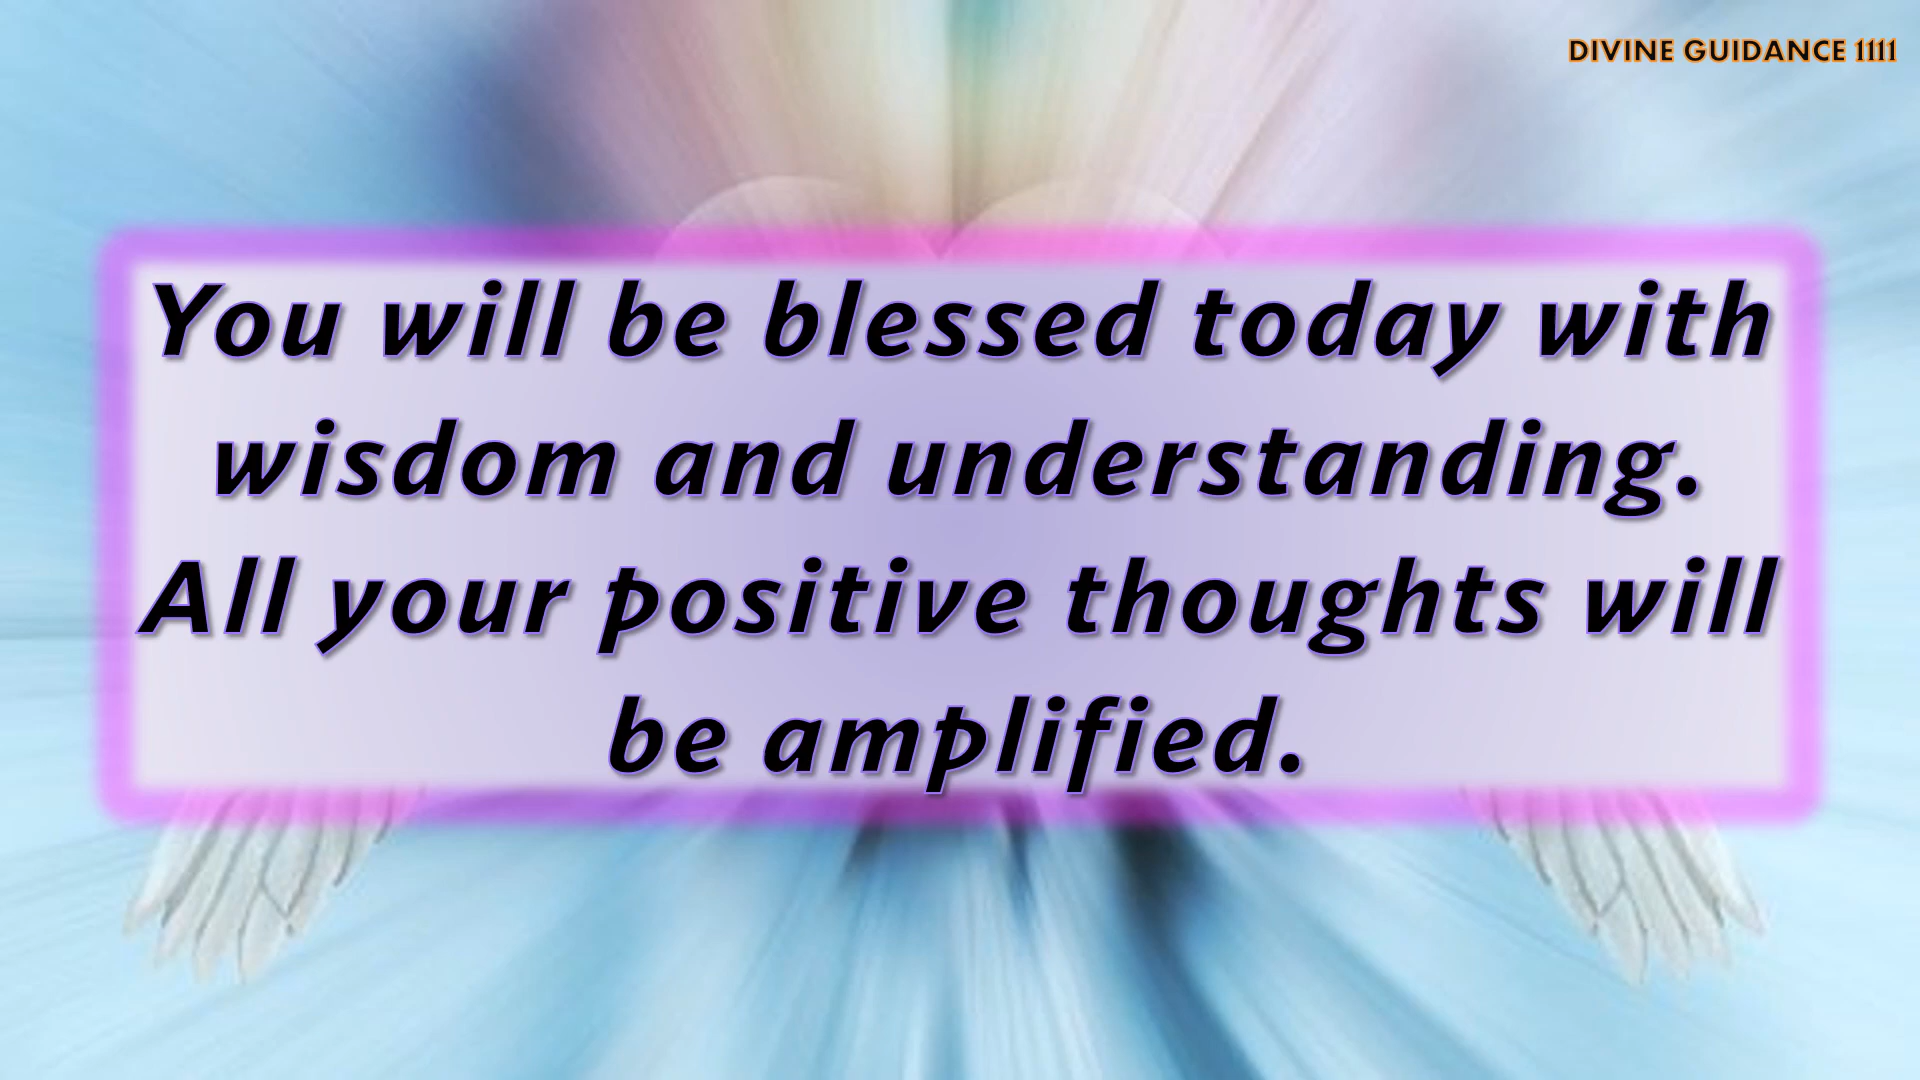 DIVINE GUIDANCE 1111
You will be blessed today with
wisdom and understanding.
All your positive thoughts will
be amplified.